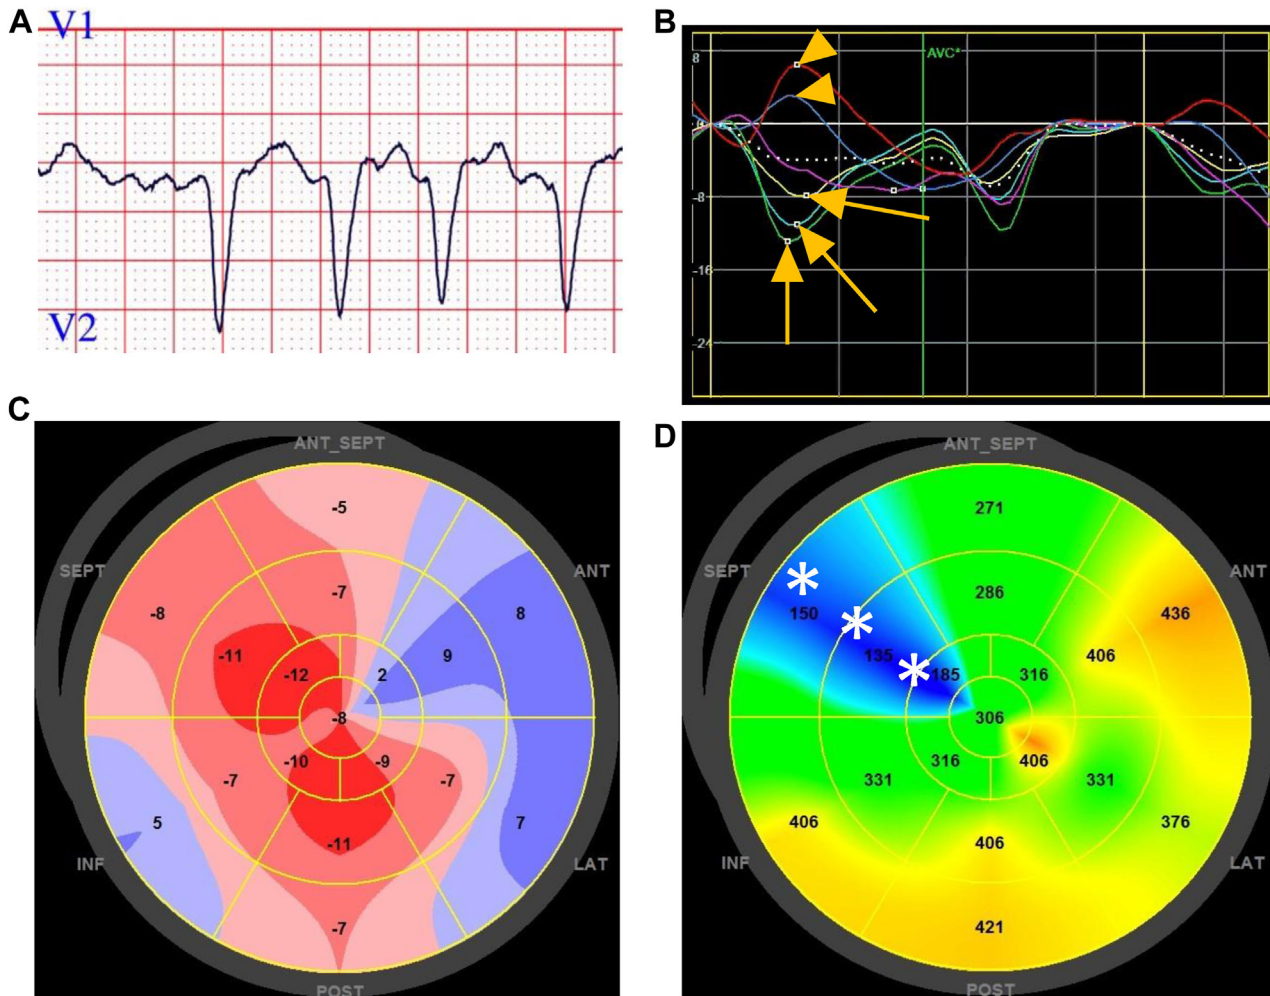 A
V1
V2
B
8
AVC*
-8
-16
-24
C
ANT_SEPT
-5
SEPT
ANT
-7
-8
8
-11
9
-12
2
-8
-10
-9
-7
-7
5
7
-11
INF
LAT
-7
POST
D
ANT_SEPT
271
SEPT
ANT
*
286
150
436
*
135
406
*
185
316
306
316
406
331
331
406
376
406
INF
LAT
421
POST